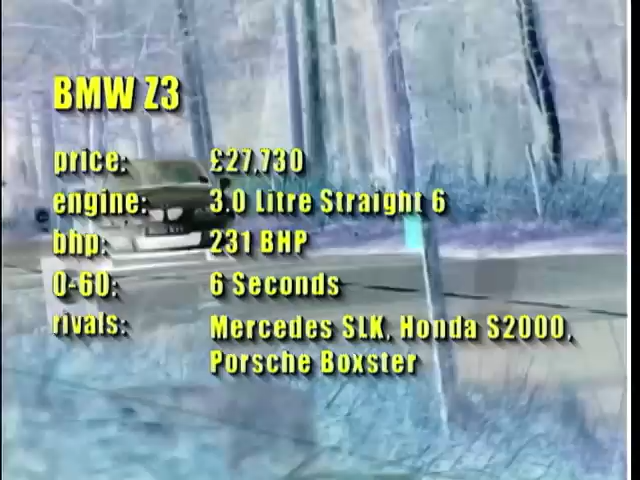 BMW Z3
price: £27,730
engine: 3.0 Litre Straight 6
bhp: 231 BHP
0-60: 6 Seconds
rivals: Mercedes SLK, Honda S2000,
Porsche Boxster